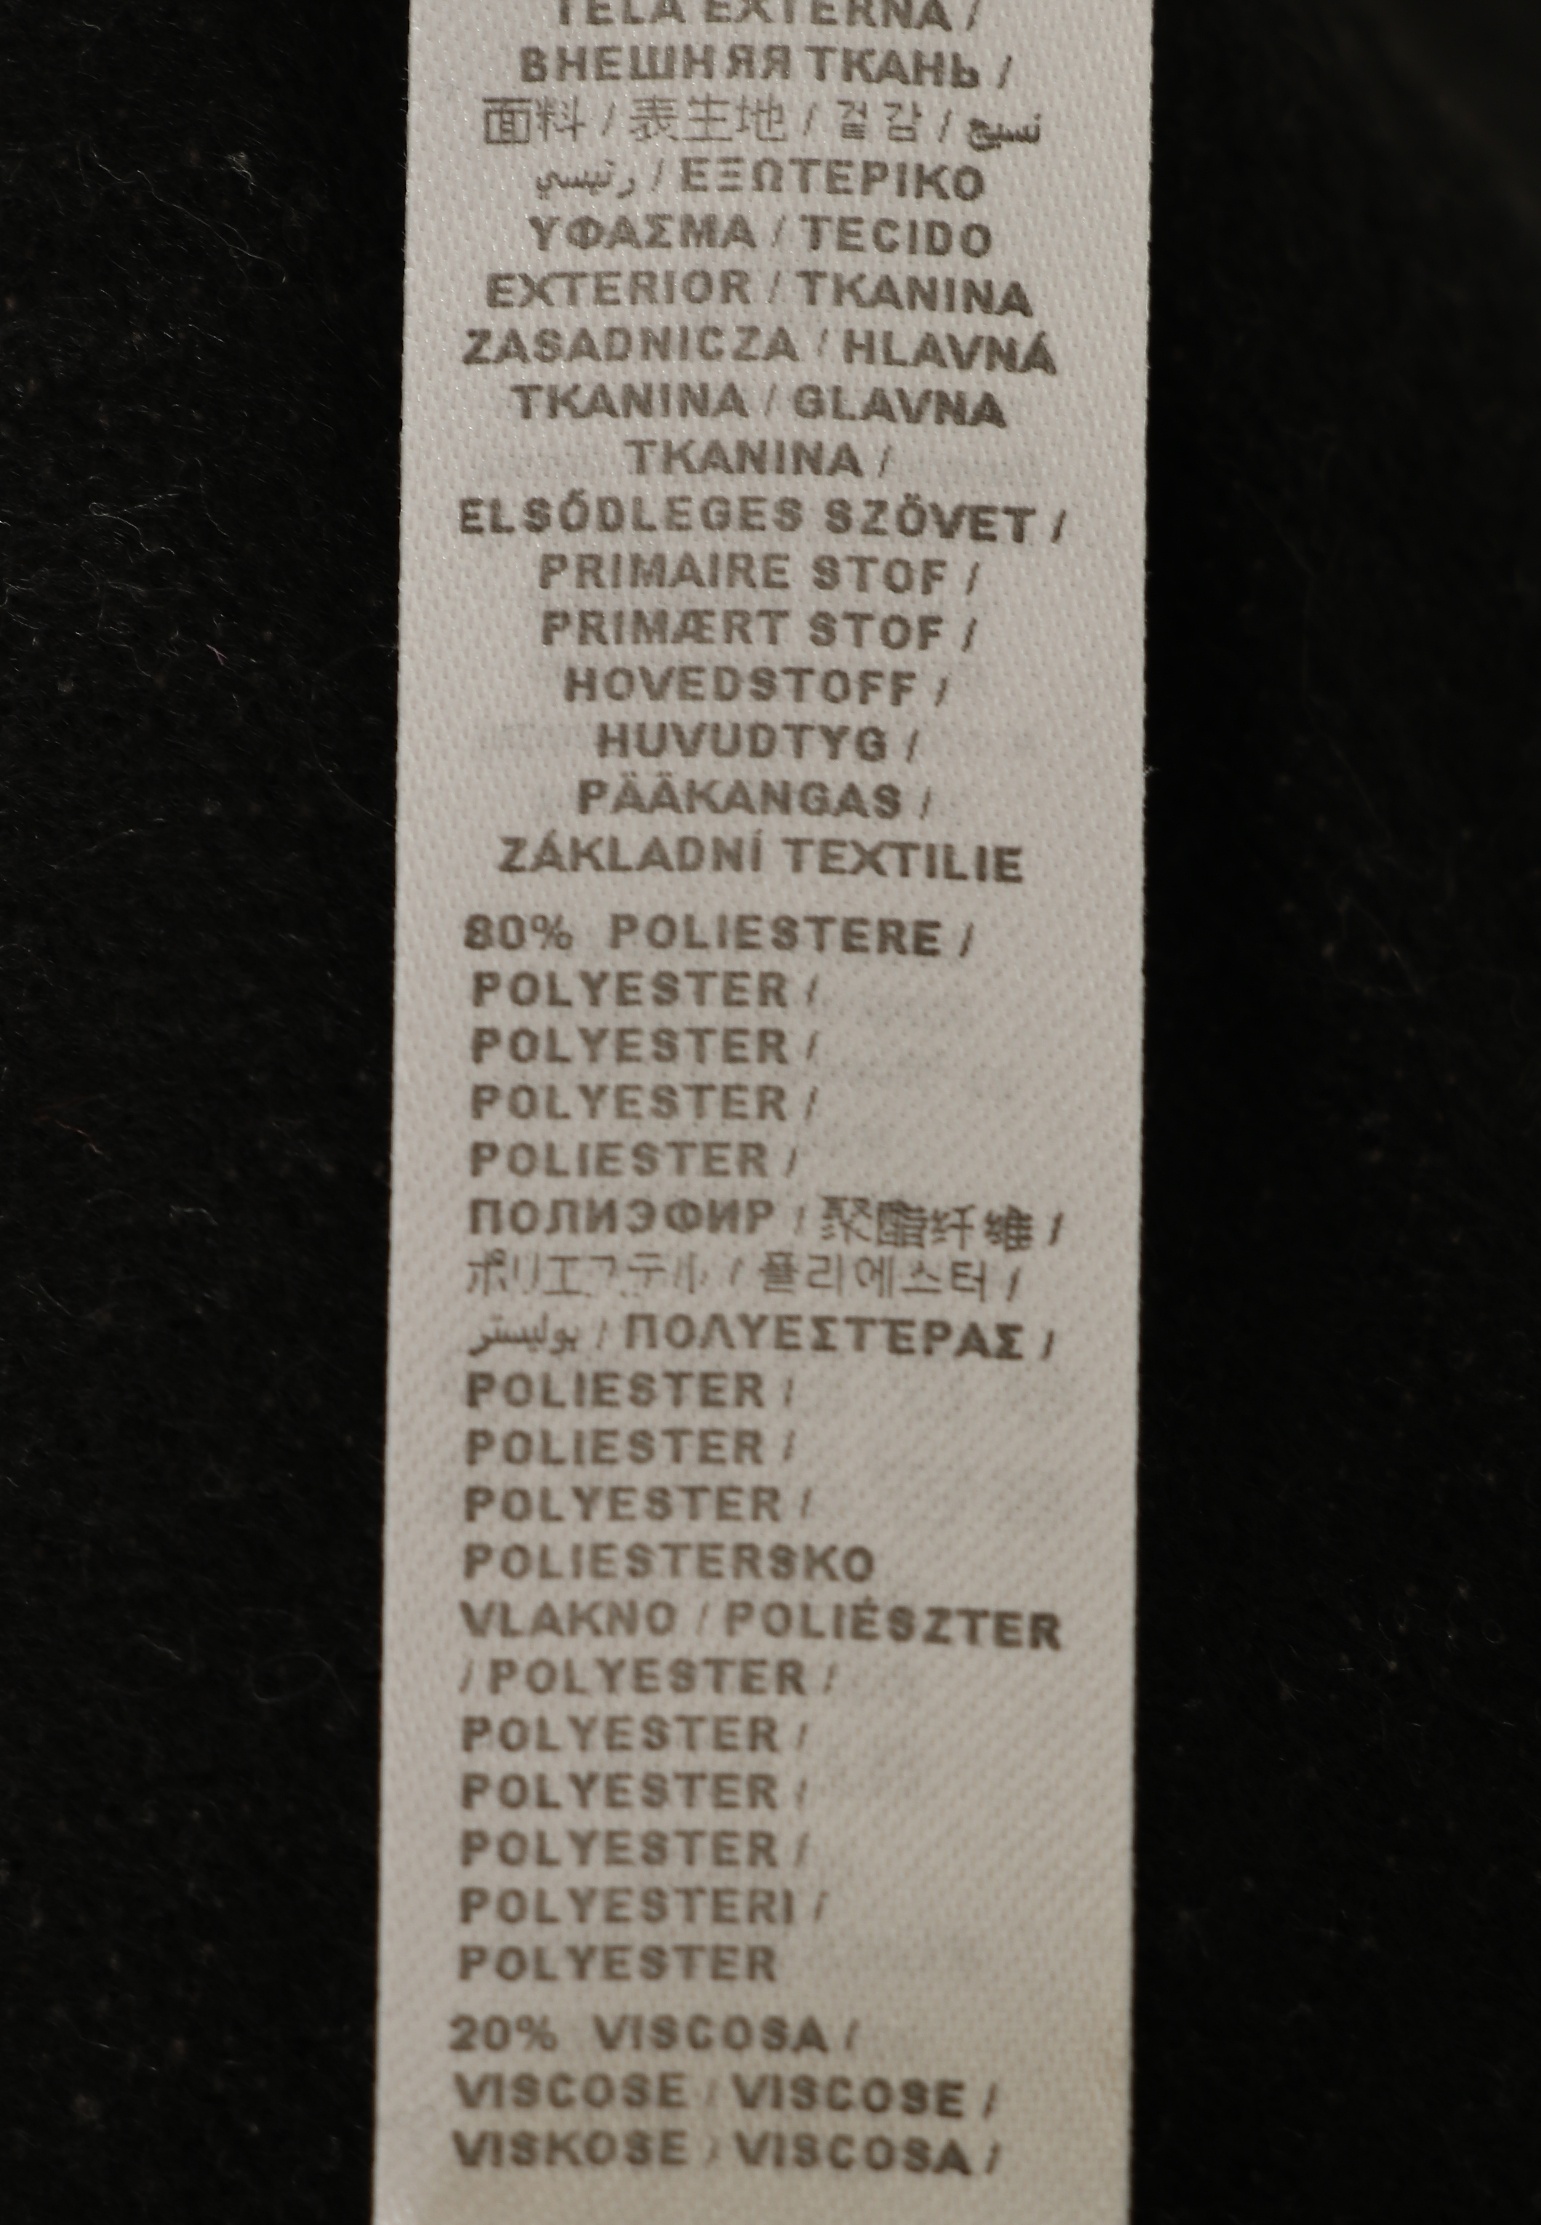 TELA EXTERNA /
ВНЕШНЯЯ ТКАНЬ /
面料 / 表生地 / 겉감 / نسيج
رئيسي / ΕΞΩΤΕΡΙΚΟ
ΥΦΑΣΜΑ / TECIDO
EXTERIOR / TKANINA
ZASADNICZA / HLAVNÁ
TKANINA / GLAVNA
TKANINA /
ELSŐDLEGES SZÖVET /
PRIMAIRE STOF /
PRIMÆRT STOF /
HOVEDSTOFF /
HUVUDTYG /
PÄÄKANGAS /
ZÁKLADNÍ TEXTILIE
80% POLIESTERE /
POLYESTER /
POLYESTER /
POLYESTER /
POLIESTER /
ПОЛИЭФИР / 聚酯纤维 /
ポリエステル / 폴리에스터 /
بوليستر / ΠΟΛΥΕΣΤΈΡΑΣ /
POLIESTER /
POLIESTER /
POLYESTER /
POLIESTERSKO
VLAKNO / POLIÉSZTER
/ POLYESTER /
POLYESTER /
POLYESTER /
POLYESTER /
POLYESTERI /
POLYESTER
20% VISCOSA /
VISCOSE / VISCOSE /
VISKOSE / VISCOSA /